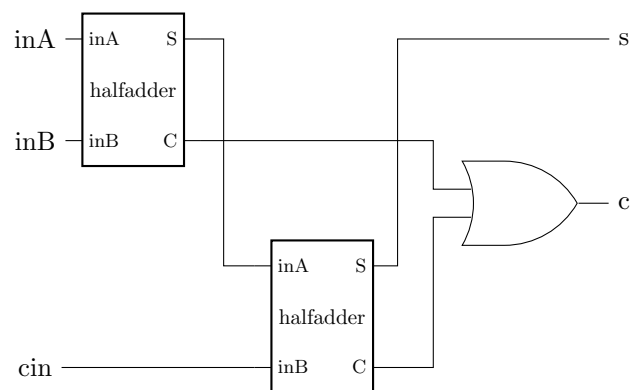 inA inA S s
halfadder
inB inB C
c
inA S
halfadder
cin inB C